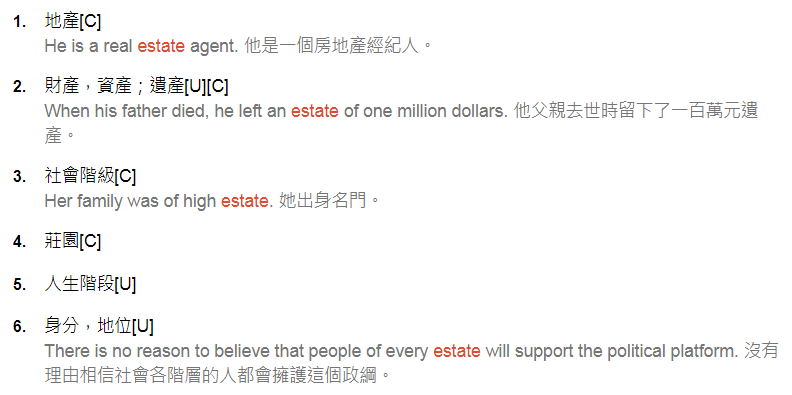 1. 地產[C]
He is a real estate agent. 他是一個房地產經紀人。
2. 財產，資產；遺產[U][C]
When his father died, he left an estate of one million dollars. 他父親去世時留下了一百萬元遺
產。
3. 社會階級[C]
Her family was of high estate. 她出身名門。
4. 莊園[C]
5. 人生階段[U]
6. 身分，地位[U]
There is no reason to believe that people of every estate will support the political platform. 沒有
理由相信社會各階層的人都會擁護這個政綱。